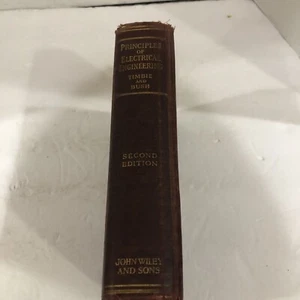 PRINCIPLES
OF
ELECTRICAL
ENGINEERING
TIMBIE
AND
BUSH
SECOND
EDITION
JOHN WILEY
AND SONS